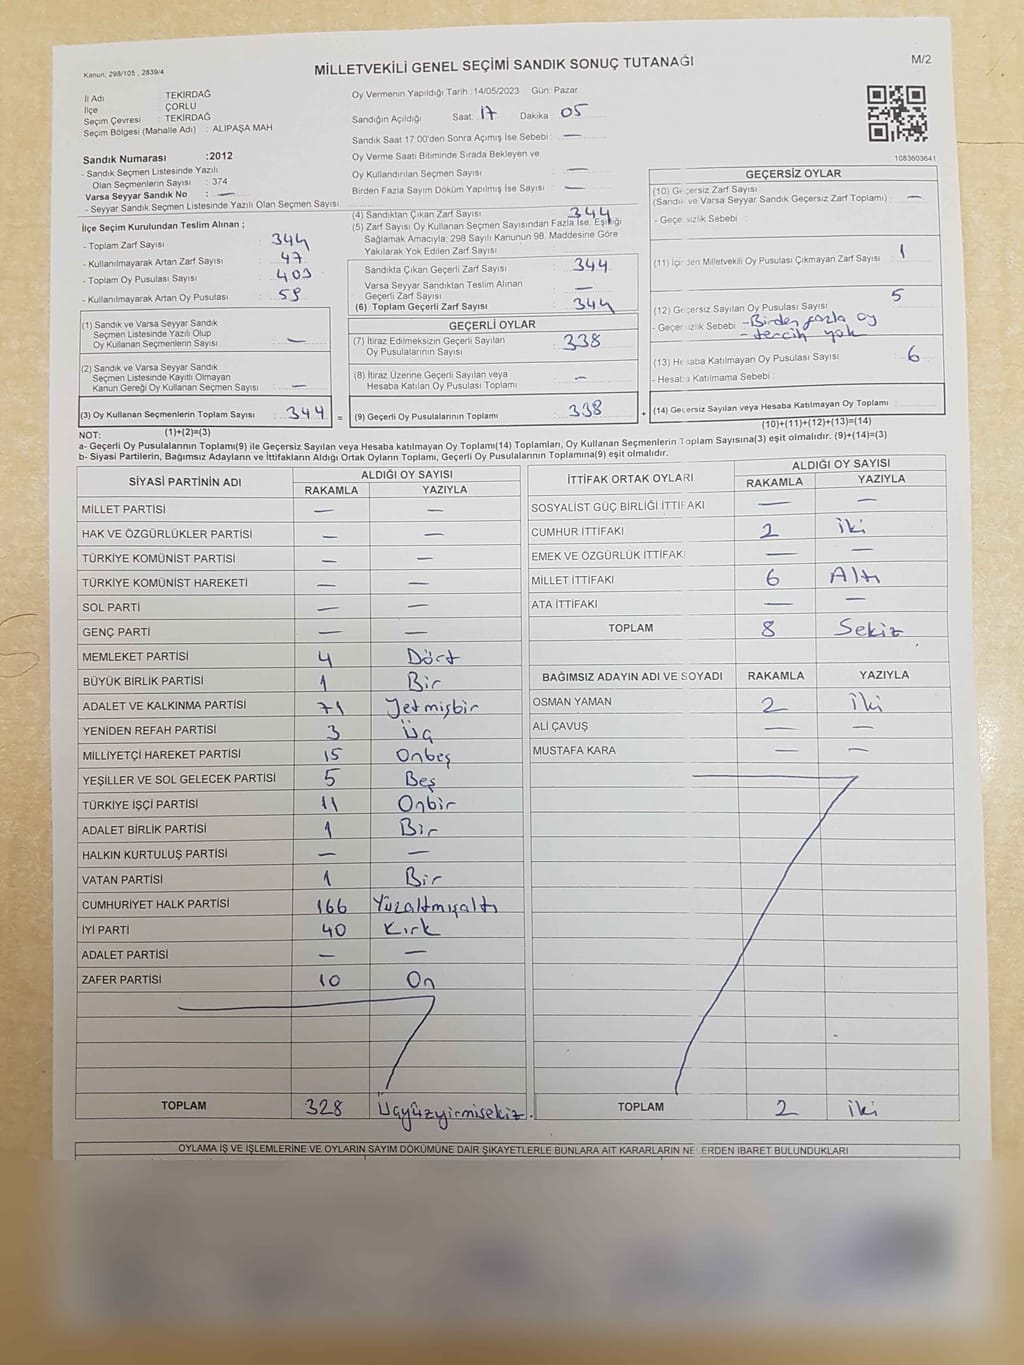 Kanun, 298/105 , 2839/4
MİLLETVEKİLİ GENEL SEÇİMİ SANDIK SONUÇ TUTANAĞI
M/2
İl Adı TEKİRDAĞ
İlçe ÇORLU
Seçim Çevresi : TEKİRDAĞ
Seçim Bölgesi (Mahalle Adı) : ALİPAŞA MAH
Sandık Numarası :2012
- Sandık Seçmen Listesinde Yazılı
Olan Seçmenlerin Sayısı : 374
Varsa Seyyar Sandık No : —
- Seyyar Sandık Seçmen Listesinde Yazılı Olan Seçmen Sayısı:
İlçe Seçim Kurulundan Teslim Alınan ;
- Toplam Zarf Sayısı : 344
- Kullanılmayarak Artan Zarf Sayısı : 47
- Toplam Oy Pusulası Sayısı : 403
- Kullanılmayarak Artan Oy Pusulası : 59
(1) Sandık ve Varsa Seyyar Sandık
Seçmen Listesinde Yazılı Olup
Oy Kullanan Seçmenlerin Sayısı : —
(2) Sandık ve Varsa Seyyar Sandık
Seçmen Listesinde Kayıtlı Olmayan
Kanun Gereği Oy Kullanan Seçmen Sayısı : —
(3) Oy Kullanan Seçmenlerin Toplam Sayısı : 344 =
(1)+(2)=(3)
Oy Vermenin Yapıldığı Tarih :14/05/2023 Gün: Pazar
Sandığın Açıldığı Saat: 17 Dakika : 05
Sandık Saat 17:00'den Sonra Açımış İse Sebebi : —
Oy Verme Saati Bitiminde Sırada Bekleyen ve
Oy Kullandırılan Seçmen Sayısı : —
Birden Fazla Sayım Döküm Yapılmış İse Sayısı : —
(4) Sandıktan Çıkan Zarf Sayısı : 344
(5) Zarf Sayısı Oy Kullanan Seçmen Sayısından Fazla İse, Eşitliği
Sağlamak Amacıyla; 298 Sayılı Kanunun 98. Maddesine Göre
Yakılarak Yok Edilen Zarf Sayısı :
Sandıkta Çıkan Geçerli Zarf Sayısı : 344
Varsa Seyyar Sandıktan Teslim Alınan
Geçerli Zarf Sayısı : —
(6) Toplam Geçerli Zarf Sayısı : 344
GEÇERLİ OYLAR
(7) İtiraz Edilmeksizin Geçerli Sayılan
Oy Pusulalarının Sayısı : 338
(8) İtiraz Üzerine Geçerli Sayılan veya
Hesaba Katılan Oy Pusulası Toplamı : —
(9) Geçerli Oy Pusulalarının Toplamı : 338 +
1083603641
GEÇERSİZ OYLAR
(10) Geçersiz Zarf Sayısı
(Sandık ve Varsa Seyyar Sandık Geçersiz Zarf Toplamı) : —
- Geçersizlik Sebebi :
(11) İçinden Milletvekili Oy Pusulası Çıkmayan Zarf Sayısı : 1
(12) Geçersiz Sayılan Oy Pusulası Sayısı : 5
- Geçersizlik Sebebi : - Birden fazla oy
- tercih yok
(13) Hesaba Katılmayan Oy Pusulası Sayısı : 6
- Hesaba Katılmama Sebebi :
(14) Geçersiz Sayılan veya Hesaba Katılmayan Oy Toplamı :
(10)+(11)+(12)+(13)=(14)
NOT:
a- Geçerli Oy Pusulalarının Toplamı(9) ile Geçersiz Sayılan veya Hesaba katılmayan Oy Toplamı(14) Toplamları, Oy Kullanan Seçmenlerin Toplam Sayısına(3) eşit olmalıdır. (9)+(14)=(3)
b- Siyasi Partilerin, Bağımsız Adayların ve İttifakların Aldığı Ortak Oyların Toplamı, Geçerli Oy Pusulalarının Toplamına(9) eşit olmalıdır.
SİYASİ PARTİNİN ADI ALDIĞI OY SAYISI
RAKAMLA YAZIYLA
MİLLET PARTİSİ — —
HAK VE ÖZGÜRLÜKLER PARTİSİ — —
TÜRKİYE KOMÜNİST PARTİSİ — —
TÜRKİYE KOMÜNİST HAREKETİ — —
SOL PARTİ — —
GENÇ PARTİ — —
MEMLEKET PARTİSİ 4 Dört
BÜYÜK BİRLİK PARTİSİ 1 Bir
ADALET VE KALKINMA PARTİSİ 71 Yetmişbir
YENİDEN REFAH PARTİSİ 3 Üç
MİLLİYETÇİ HAREKET PARTİSİ 15 Onbeş
YEŞİLLER VE SOL GELECEK PARTİSİ 5 Beş
TÜRKİYE İŞÇİ PARTİSİ 11 Onbir
ADALET BİRLİK PARTİSİ 1 Bir
HALKIN KURTULUŞ PARTİSİ — —
VATAN PARTİSİ 1 Bir
CUMHURİYET HALK PARTİSİ 166 Yüzaltmışaltı
İYİ PARTİ 40 Kırk
ADALET PARTİSİ — —
ZAFER PARTİSİ 10 On
TOPLAM 328 Üçyüzyirmisekiz.
İTTİFAK ORTAK OYLARI ALDIĞI OY SAYISI
RAKAMLA YAZIYLA
SOSYALİST GÜÇ BİRLİĞİ İTTİFAKI — —
CUMHUR İTTİFAKI 2 İki
EMEK VE ÖZGÜRLÜK İTTİFAKI — —
MİLLET İTTİFAKI 6 Altı
ATA İTTİFAKI — —
TOPLAM 8 Sekiz
BAĞIMSIZ ADAYIN ADI VE SOYADI RAKAMLA YAZIYLA
OSMAN YAMAN 2 İki
ALİ ÇAVUŞ — —
MUSTAFA KARA — —
TOPLAM 2 iki
OYLAMA İŞ VE İŞLEMLERİNE VE OYLARIN SAYIM DÖKÜMÜNE DAİR ŞİKAYETLERLE BUNLARA AİT KARARLARIN NELERDEN İBARET BULUNDUKLARI